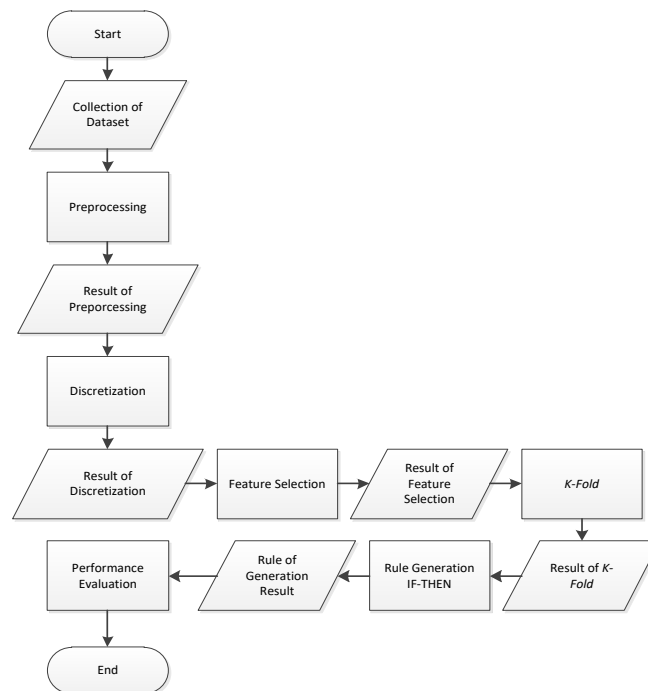 Start
Collection of
Dataset
Preprocessing
Result of
Preporcessing
Discretization
Result of
Discretization
Feature Selection
Result of
Feature
Selection
K-Fold
Result of K-
Fold
Rule Generation
IF-THEN
Rule of
Generation
Result
Performance
Evaluation
End